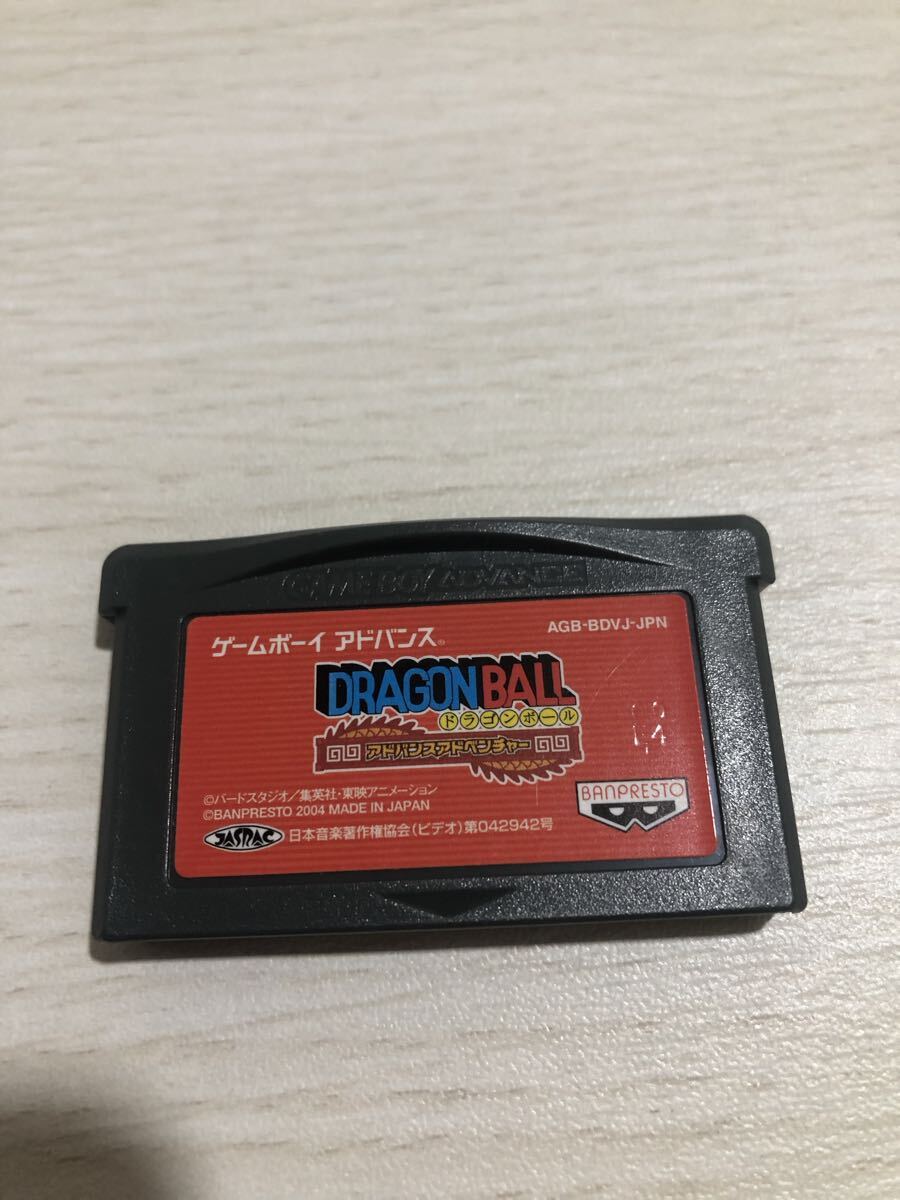 GAME BOY ADVANCE
ゲームボーイ アドバンス®
AGB-BDVJ-JPN
DRAGON BALL
ドラゴンボール
アドバンスアドベンチャー
©バードスタジオ/集英社・東映アニメーション
©BANPRESTO 2004 MADE IN JAPAN
BANPRESTO
JASRAC
日本音楽著作権協会(ビデオ)第042942号